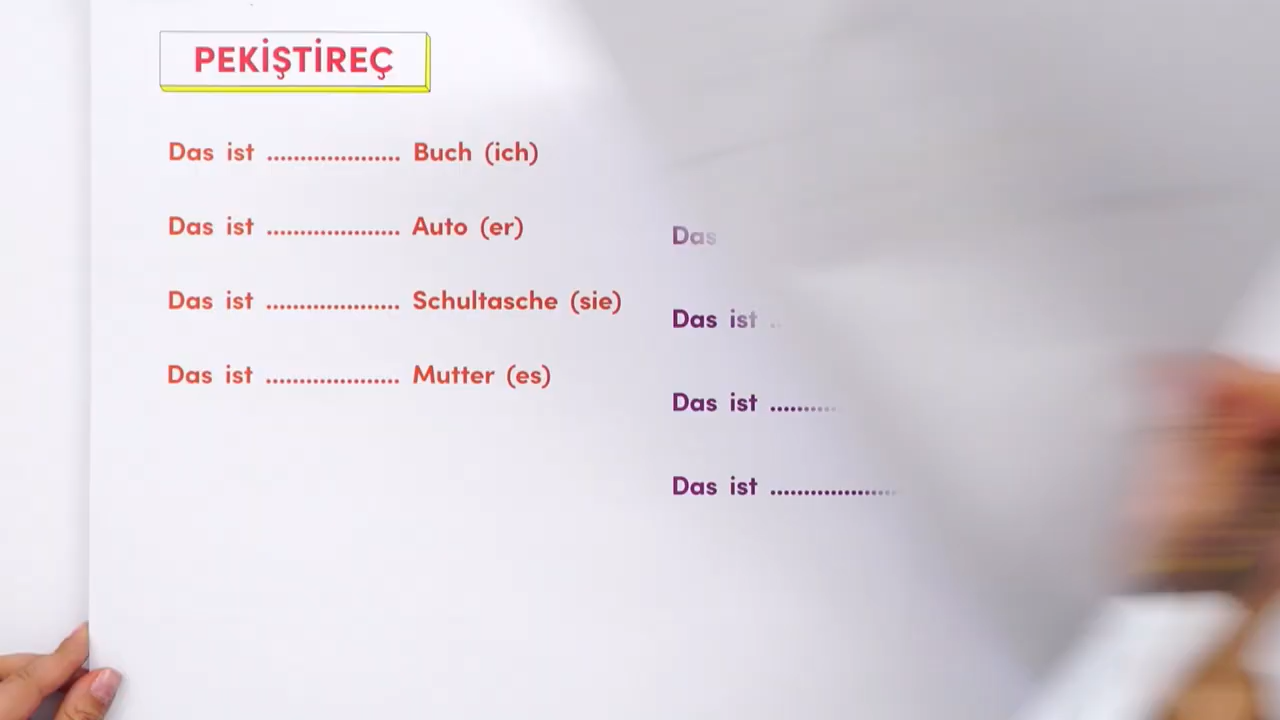 PEKİŞTİREÇ
Das ist .................... Buch (ich)
Das ist .................... Auto (er)
Das ist .................... Schultasche (sie)
Das ist .................... Mutter (es)
Das
Das ist ..
Das ist ..........
Das ist ...................